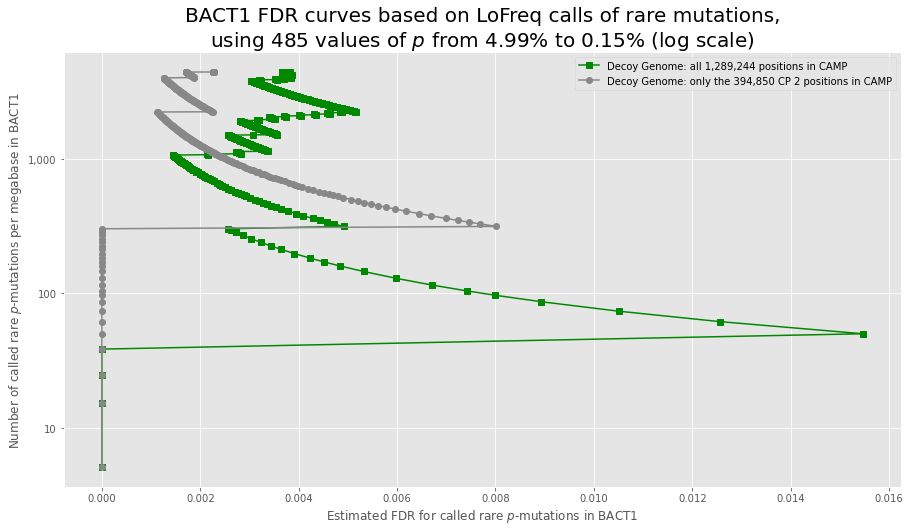 BACT1 FDR curves based on LoFreq calls of rare mutations,
using 485 values of p from 4.99% to 0.15% (log scale)
Decoy Genome: all 1,289,244 positions in CAMP
Decoy Genome: only the 394,850 CP 2 positions in CAMP
Number of called rare p-mutations per megabase in BACT1
1,000
100
10
0.000
0.002
0.004
0.006
0.008
0.010
0.012
0.014
0.016
Estimated FDR for called rare p-mutations in BACT1